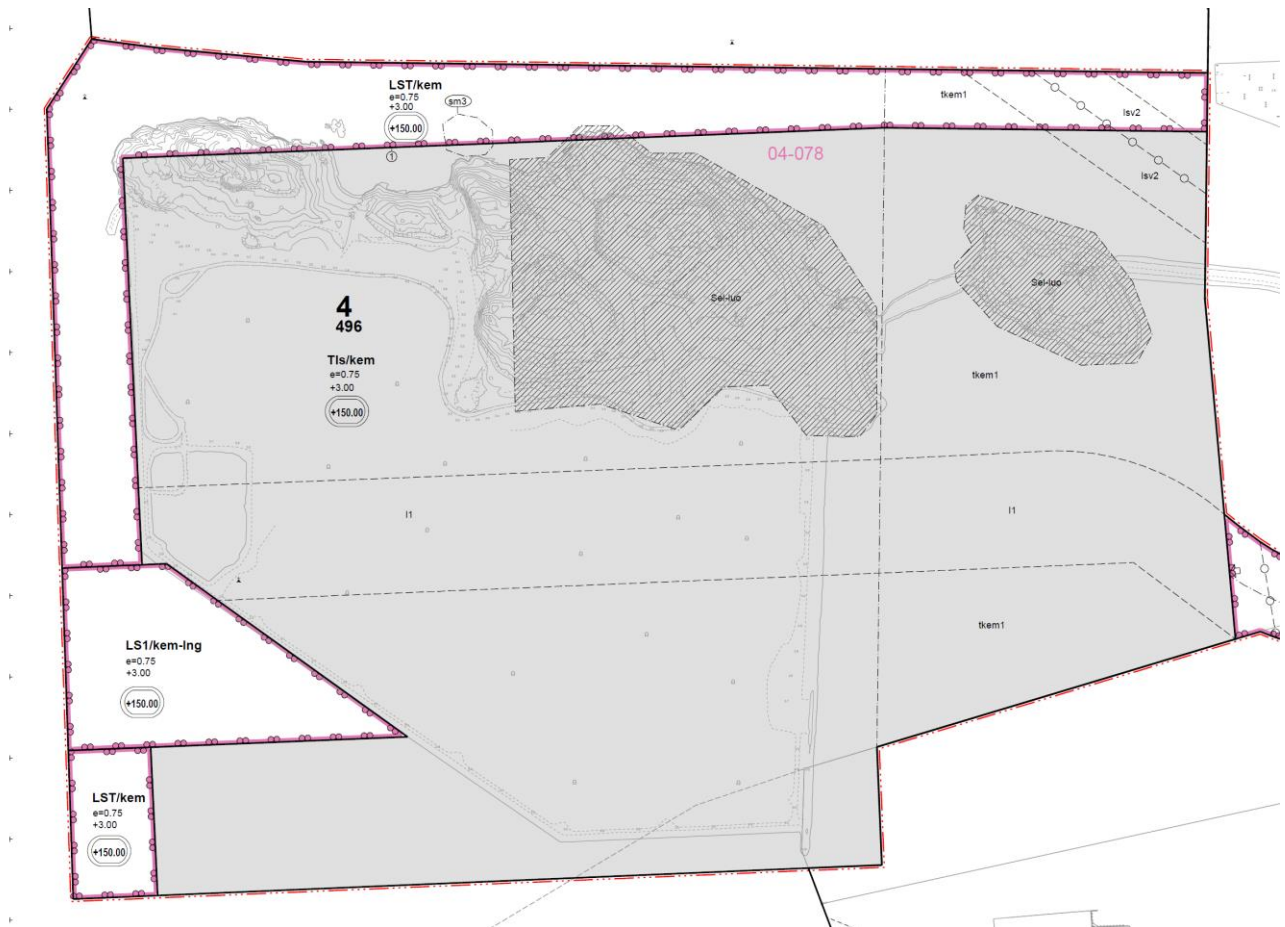 LST/kem
e=0.75
+3.00
+150.00
1
sm3
tkem1
lsv2
lsv2
04-078
4
496
Tls/kem
e=0.75
+3.00
+150.00
Sel-luo
Sel-luo
tkem1
l1
l1
tkem1
LS1/kem-lng
e=0.75
+3.00
+150.00
LST/kem
e=0.75
+3.00
+150.00